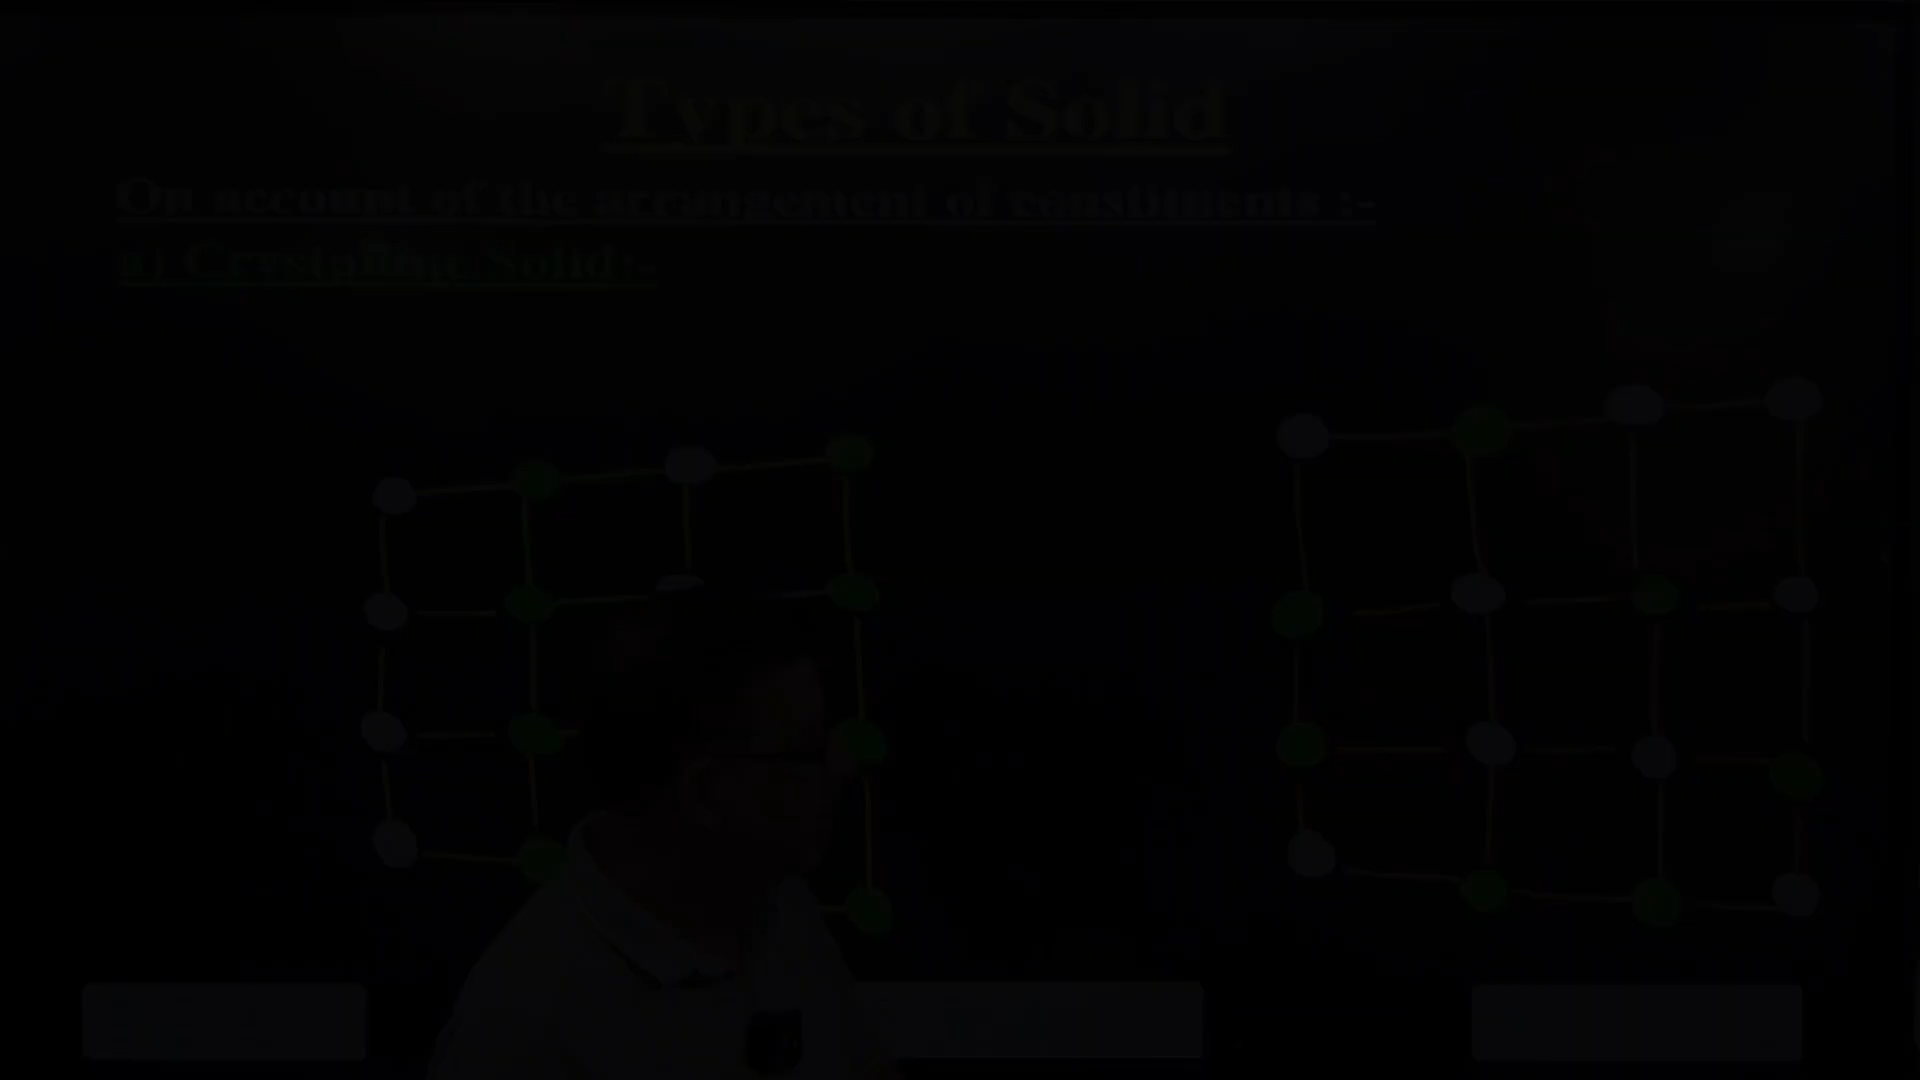 Types of Solid
On account of the arrangement of constituents :-
a) Crystalline Solid:-